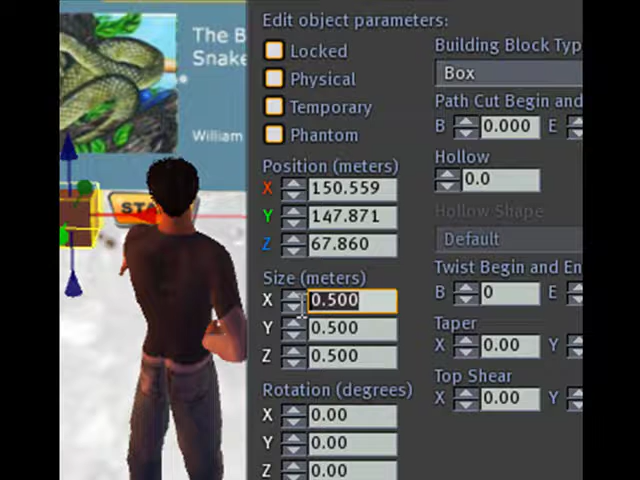 The B
Snake
William
STA
Edit object parameters:
Locked
Physical
Temporary
Phantom
Position (meters)
X 150.559
Y 147.871
Z 67.860
Size (meters)
X 0.500
Y 0.500
Z 0.500
Rotation (degrees)
X 0.00
Y 0.00
Z 0.00
Building Block Typ
Box
Path Cut Begin and
B 0.000 E
Hollow
0.0
Hollow Shape
Default
Twist Begin and En
B 0 E
Taper
X 0.00 Y
Top Shear
X 0.00 Y